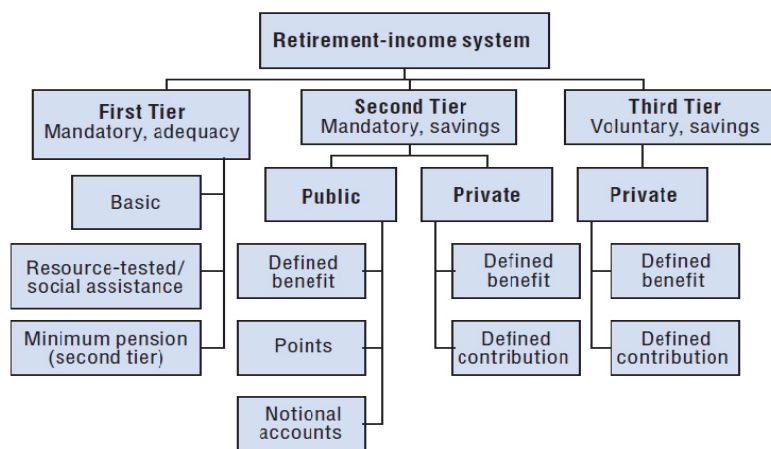 Retirement-income system
First Tier
Mandatory, adequacy
Second Tier
Mandatory, savings
Third Tier
Voluntary, savings
Basic
Resource-tested/
social assistance
Minimum pension
(second tier)
Public
Defined
benefit
Points
Notional
accounts
Private
Defined
benefit
Defined
contribution
Private
Defined
benefit
Defined
contribution